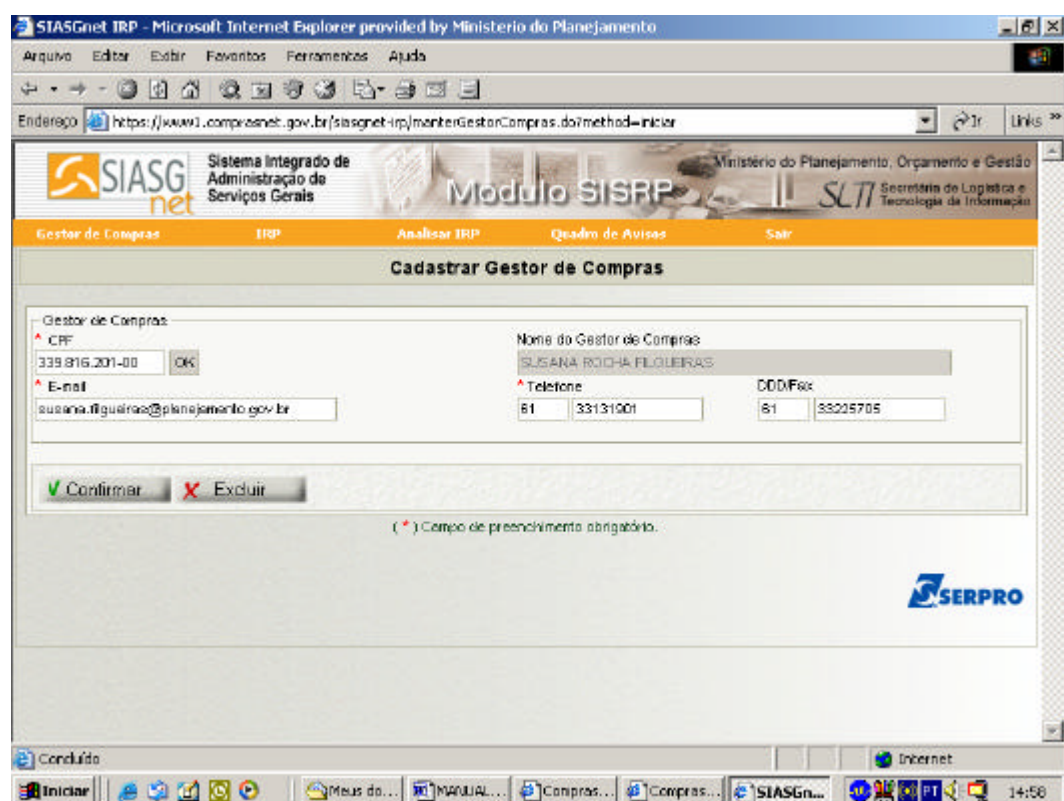 SIASGnet IRP - Microsoft Internet Explorer provided by Ministerio do Planejamento
Arquivo Editar Exibir Favoritos Ferramentas Ajuda
Endereço https://www1.comprasnet.gov.br/siasgnet-irp/manterGestorCompras.do?method=iniciar Ir Links »
SIASG net
Sistema Integrado de
Administração de
Serviços Gerais
Módulo SISRP
Ministério do Planejamento, Orçamento e Gestão
SLTI Secretaria de Logística e
Tecnologia da Informação
Gestor de Compras IRP Analisar IRP Quadro de Avisos Sair
Cadastrar Gestor de Compras
Gestor de Compras
* CPF Nome do Gestor de Compras
339.816.201-00 OK SUSANA ROCHA FILGUEIRAS
* E-mail * Telefone DDD/Fax
susana.filgueiras@planejamento.gov.br 61 33131901 61 33225705
Confirmar Excluir
( * ) Campo de preenchimento obrigatório.
SERPRO
Concluído Internet
Iniciar Meus do... MANUAL... Compras... Compras... SIASGn... PT 14:58